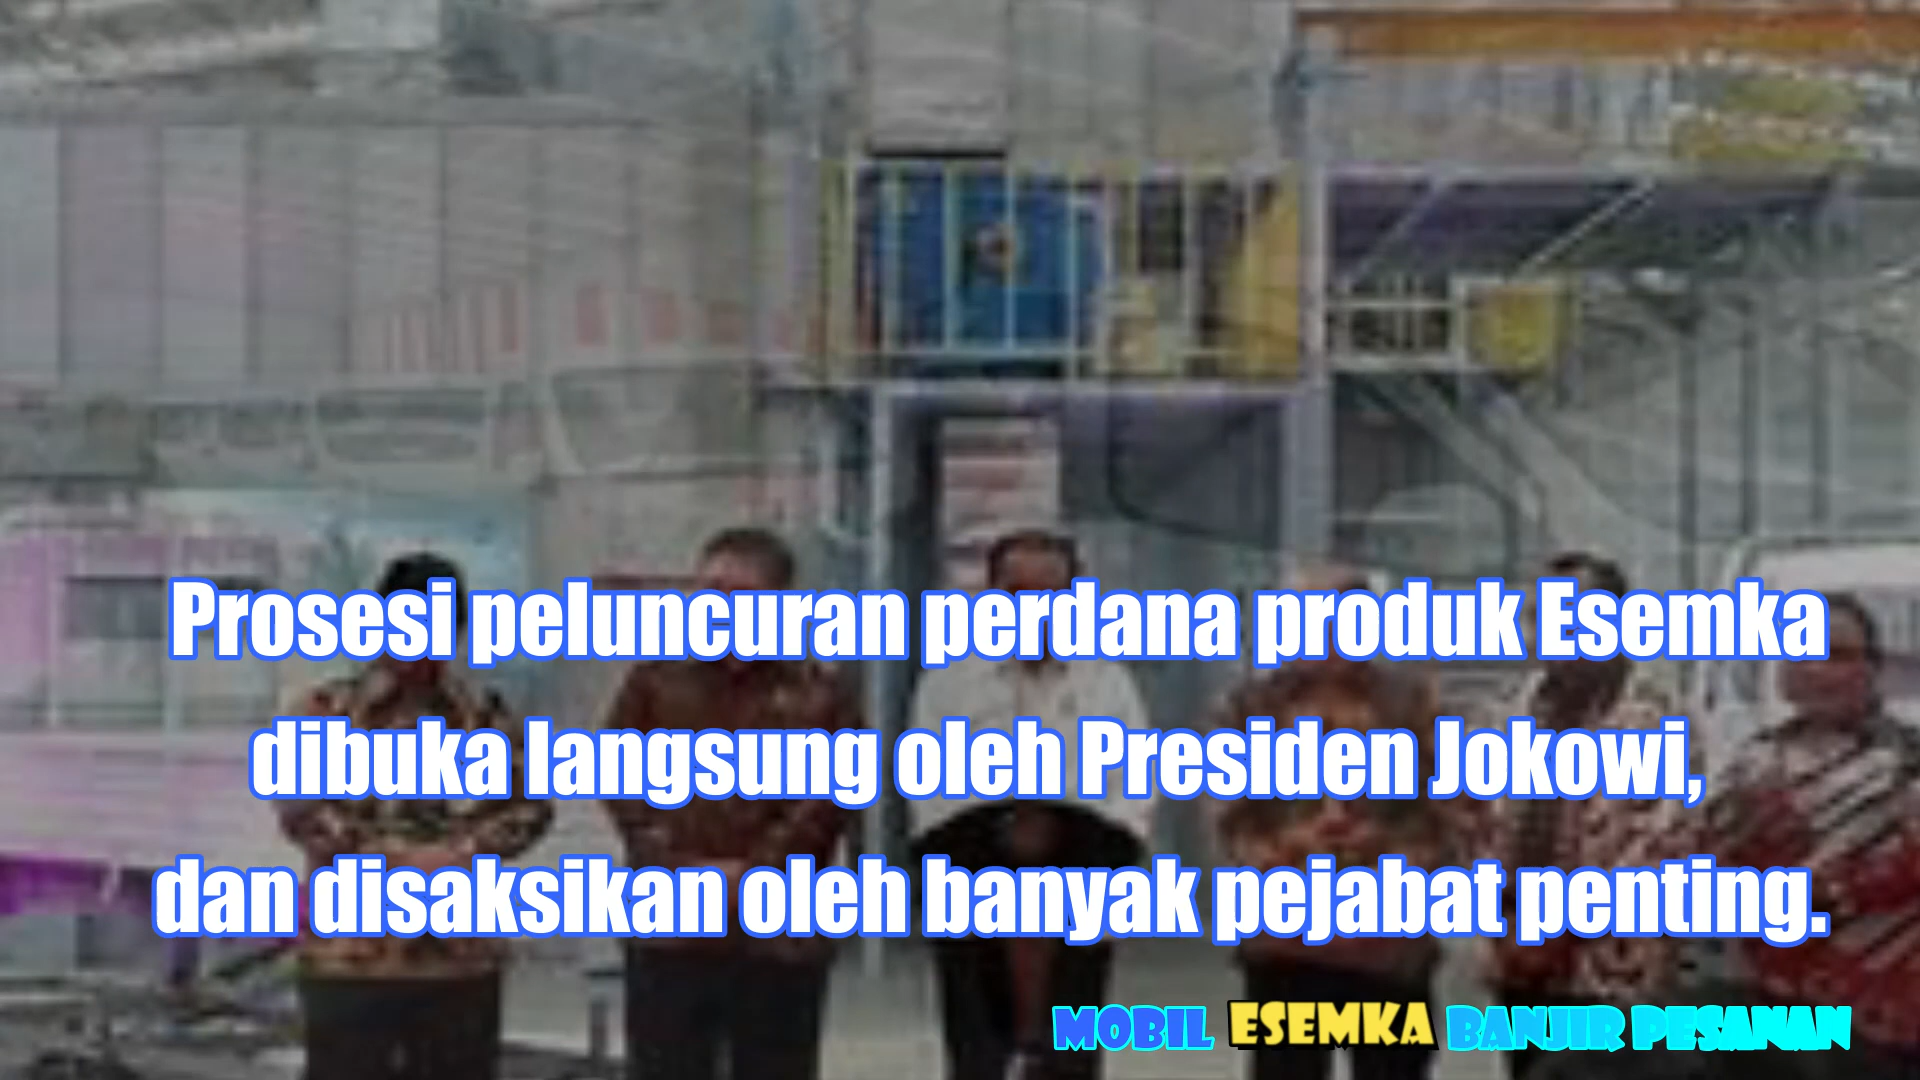 Prosesi peluncuran perdana produk Esemka
dibuka langsung oleh Presiden Jokowi,
dan disaksikan oleh banyak pejabat penting.
MOBIL ESEMKA BANJIR PESANAN